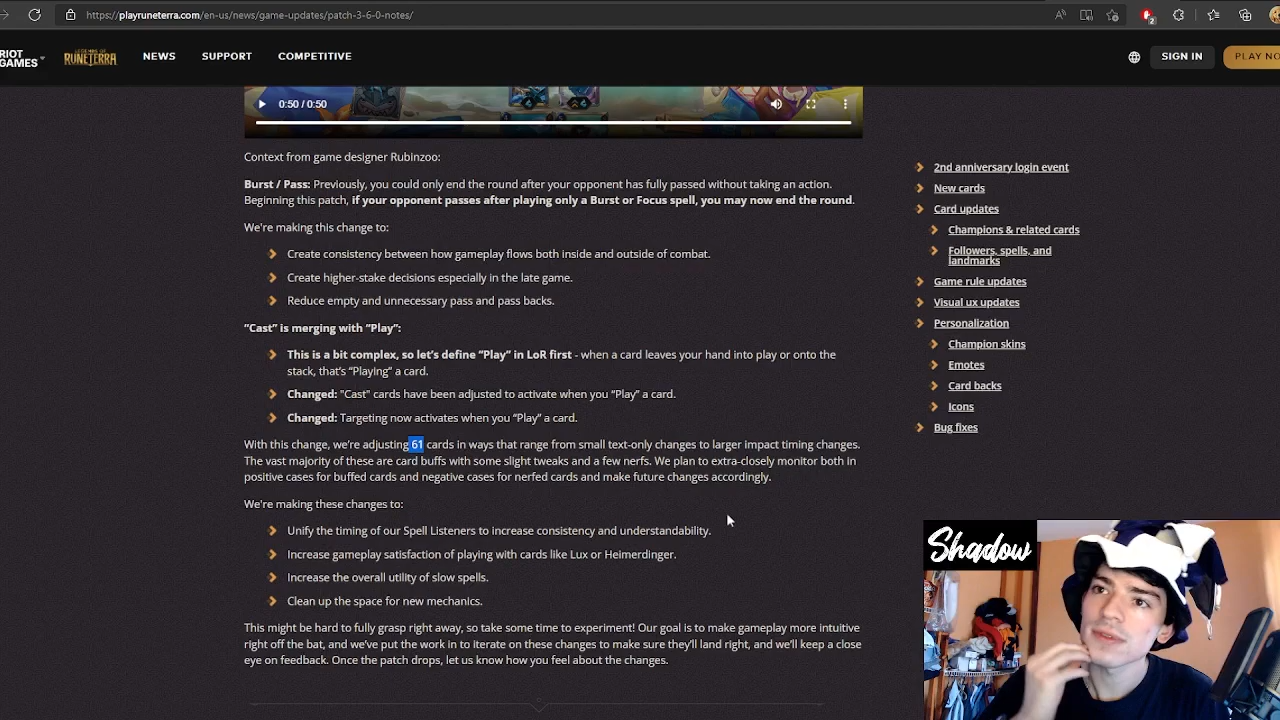 https://playruneterra.com/en-us/news/game-updates/patch-3-6-0-notes/
2
RIOT
GAMES
LEGENDS OF
RUNETERRA
NEWS
SUPPORT
COMPETITIVE
SIGN IN
PLAY NO
0:50 / 0:50
Context from game designer Rubinzoo:
Burst / Pass: Previously, you could only end the round after your opponent has fully passed without taking an action.
Beginning this patch, if your opponent passes after playing only a Burst or Focus spell, you may now end the round.
We're making this change to:
Create consistency between how gameplay flows both inside and outside of combat.
Create higher-stake decisions especially in the late game.
Reduce empty and unnecessary pass and pass backs.
“Cast” is merging with “Play”:
This is a bit complex, so let’s define “Play” in LoR first - when a card leaves your hand into play or onto the
stack, that’s “Playing” a card.
Changed: "Cast" cards have been adjusted to activate when you “Play” a card.
Changed: Targeting now activates when you “Play” a card.
With this change, we’re adjusting 61 cards in ways that range from small text-only changes to larger impact timing changes.
The vast majority of these are card buffs with some slight tweaks and a few nerfs. We plan to extra-closely monitor both in
positive cases for buffed cards and negative cases for nerfed cards and make future changes accordingly.
We're making these changes to:
Unify the timing of our Spell Listeners to increase consistency and understandability.
Increase gameplay satisfaction of playing with cards like Lux or Heimerdinger.
Increase the overall utility of slow spells.
Clean up the space for new mechanics.
This might be hard to fully grasp right away, so take some time to experiment! Our goal is to make gameplay more intuitive
right off the bat, and we’ve put the work in to iterate on these changes to make sure they’ll land right, and we’ll keep a close
eye on feedback. Once the patch drops, let us know how you feel about the changes.
2nd anniversary login event
New cards
Card updates
Champions & related cards
Followers, spells, and
landmarks
Game rule updates
Visual ux updates
Personalization
Champion skins
Emotes
Card backs
Icons
Bug fixes
Shadow